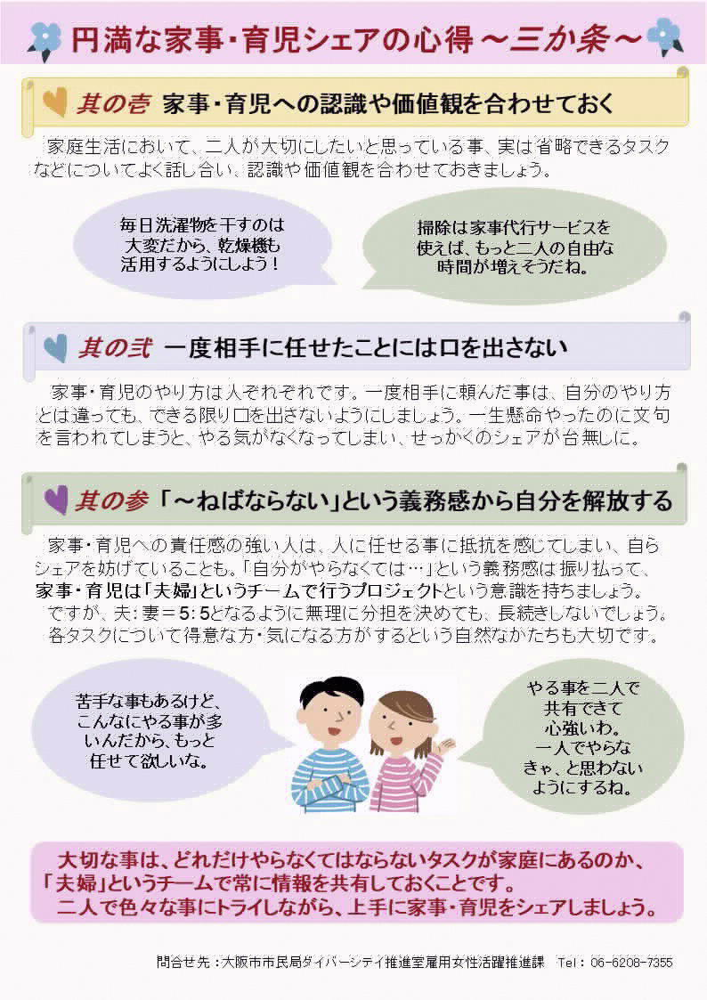 円満な家事・育児シェアの心得～三か条～
其の壱 家事・育児への認識や価値観を合わせておく
家庭生活において、二人が大切にしたいと思っている事、実は省略できるタスク
などについてよく話し合い、認識や価値観を合わせておきましょう。
毎日洗濯物を干すのは
大変だから、乾燥機も
活用するようにしよう！
掃除は家事代行サービスを
使えば、もっと二人の自由な
時間が増えそうだね。
其の弐 一度相手に任せたことには口を出さない
家事・育児のやり方は人ぞれぞれです。一度相手に頼んだ事は、自分のやり方
とは違っても、できる限り口を出さないようにしましょう。一生懸命やったのに文句
を言われてしまうと、やる気がなくなってしまい、せっかくのシェアが台無しに。
其の参 「～ねばならない」という義務感から自分を解放する
家事・育児への責任感の強い人は、人に任せる事に抵抗を感じてしまい、自ら
シェアを妨げていることも。「自分がやらなくては…」という義務感は振り払って、
家事・育児は「夫婦」というチームで行うプロジェクトという意識を持ちましょう。
ですが、夫：妻＝5：5となるように無理に分担を決めても、長続きしないでしょう。
各タスクについて得意な方・気になる方がするという自然なかたちも大切です。
苦手な事もあるけど、
こんなにやる事が多
いんだから、もっと
任せて欲しいな。
やる事を二人で
共有できて
心強いわ。
一人でやらな
きゃ、と思わない
ようにするね。
大切な事は、どれだけやらなくてはならないタスクが家庭にあるのか、
「夫婦」というチームで常に情報を共有しておくことです。
二人で色々な事にトライしながら、上手に家事・育児をシェアしましょう。
問合せ先：大阪市市民局ダイバーシティ推進室雇用女性活躍推進課 Tel： 06-6208-7355